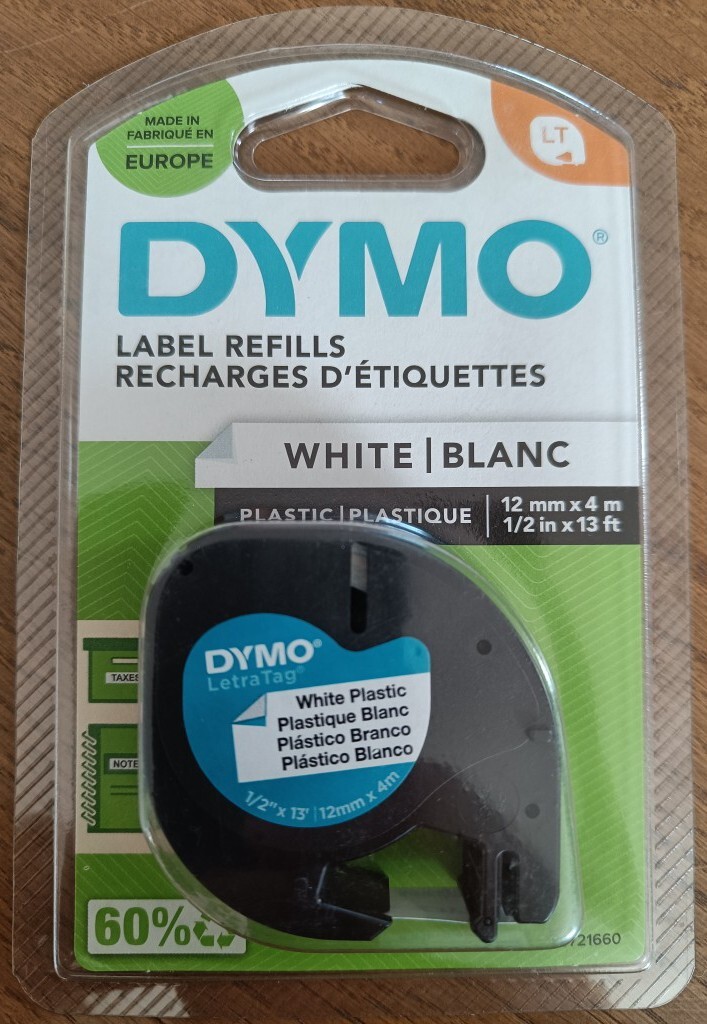 MADE IN
FABRIQUÉ EN
EUROPE
LT
DYMO®
LABEL REFILLS
RECHARGES D'ÉTIQUETTES
WHITE | BLANC
PLASTIC | PLASTIQUE
12 mm x 4 m
1/2 in x 13 ft
TAXES
NOTE
DYMO®
LetraTag®
White Plastic
Plastique Blanc
Plástico Branco
Plástico Blanco
1/2" x 13' | 12mm x 4m
60%
721660